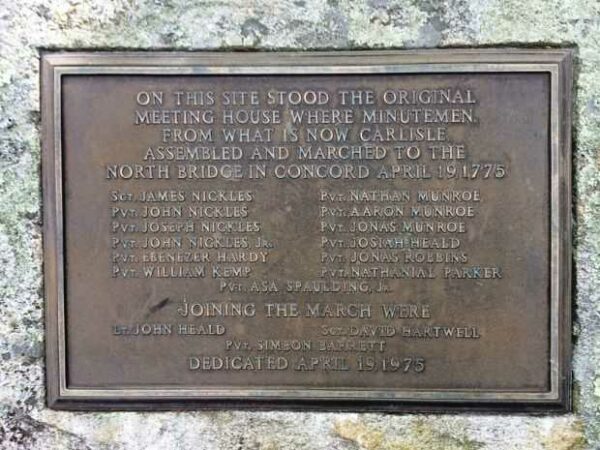 ON THIS SITE STOOD THE ORIGINAL
MEETING HOUSE WHERE MINUTEMEN,
FROM WHAT IS NOW CARLISLE
ASSEMBLED AND MARCHED TO THE
NORTH BRIDGE IN CONCORD APRIL 19 1775
SGT. JAMES NICKLES PVT. NATHAN MUNROE
PVT. JOHN NICKLES PVT. AARON MUNROE
PVT. JOSEPH NICKLES PVT. JONAS MUNROE
PVT. JOHN NICKLES, JR. PVT. JOSIAH HEALD
PVT. EBENEZER HARDY PVT. JONAS ROBBINS
PVT. WILLIAM KEMP PVT. NATHANIAL PARKER
PVT. ASA SPAULDING, JR.
JOINING THE MARCH WERE
LT. JOHN HEALD SGT. DAVID HARTWELL
PVT. SIMEON BARRETT
DEDICATED APRIL 19 1975